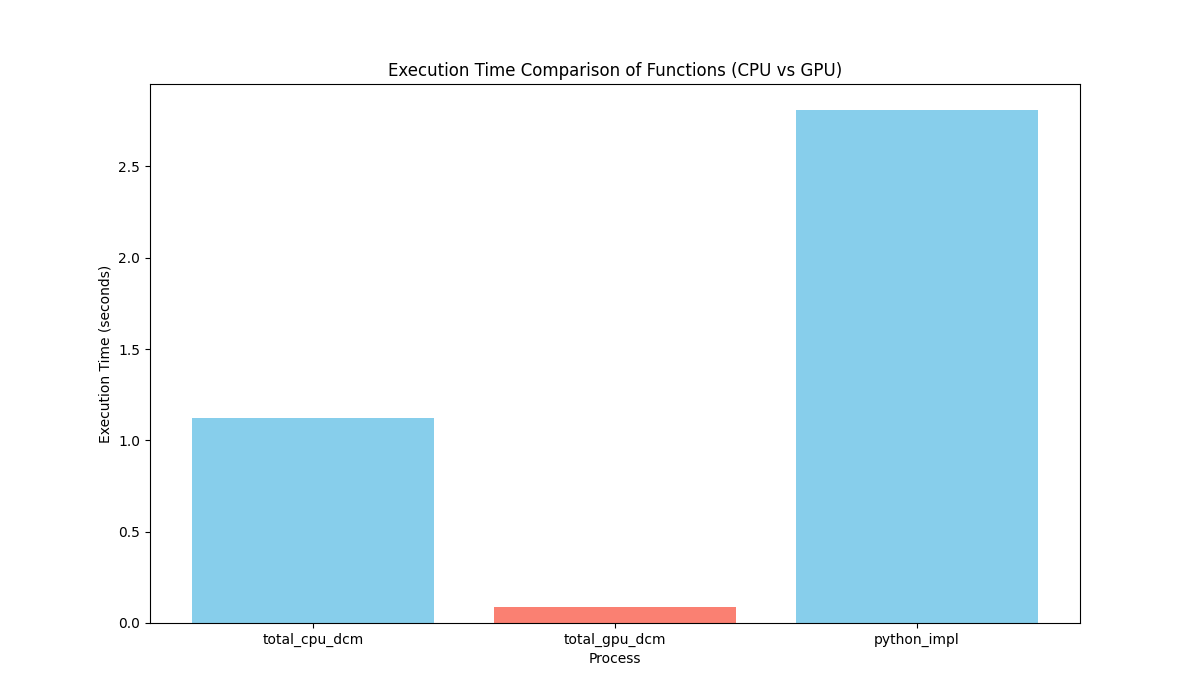 Execution Time Comparison of Functions (CPU vs GPU)
Execution Time (seconds)
2.5
2.0
1.5
1.0
0.5
0.0
total_cpu_dcm
total_gpu_dcm
python_impl
Process